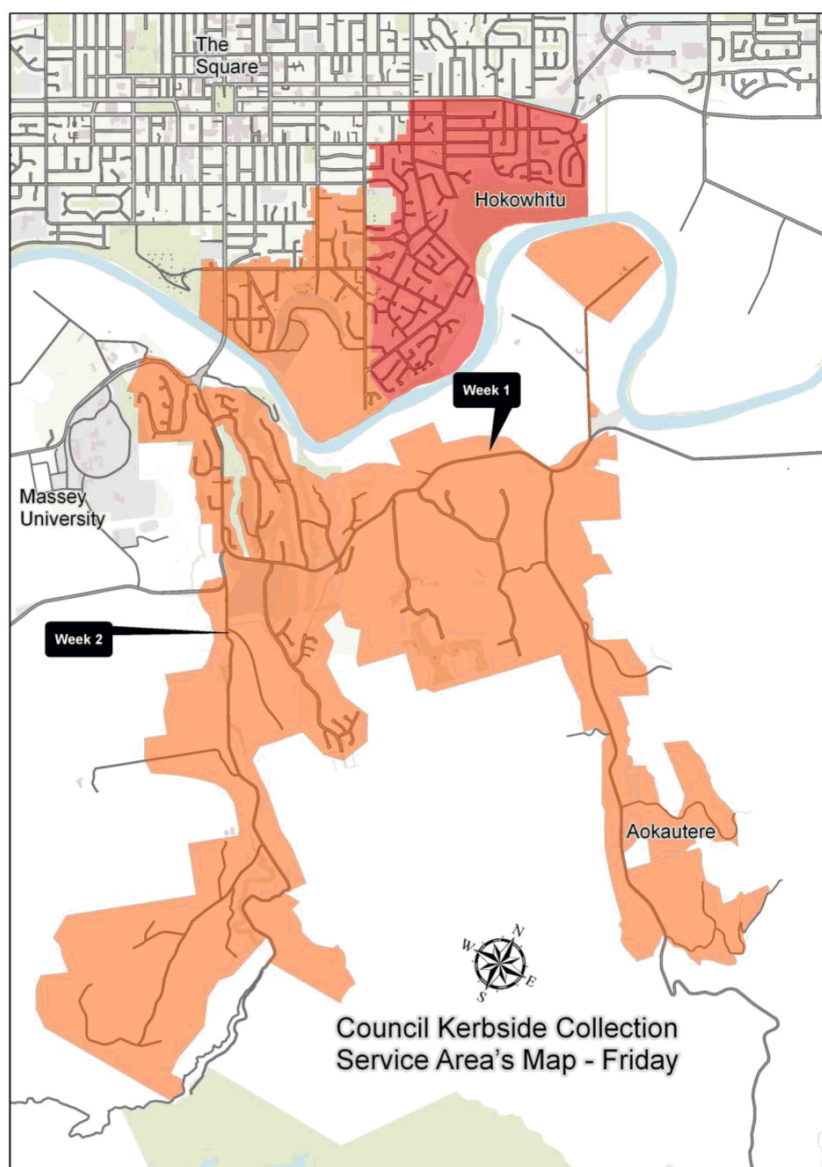 The
Square
Hokowhitu
Week 1
Massey
University
Week 2
Aokautere
N
W
E
S
Council Kerbside Collection
Service Area's Map - Friday